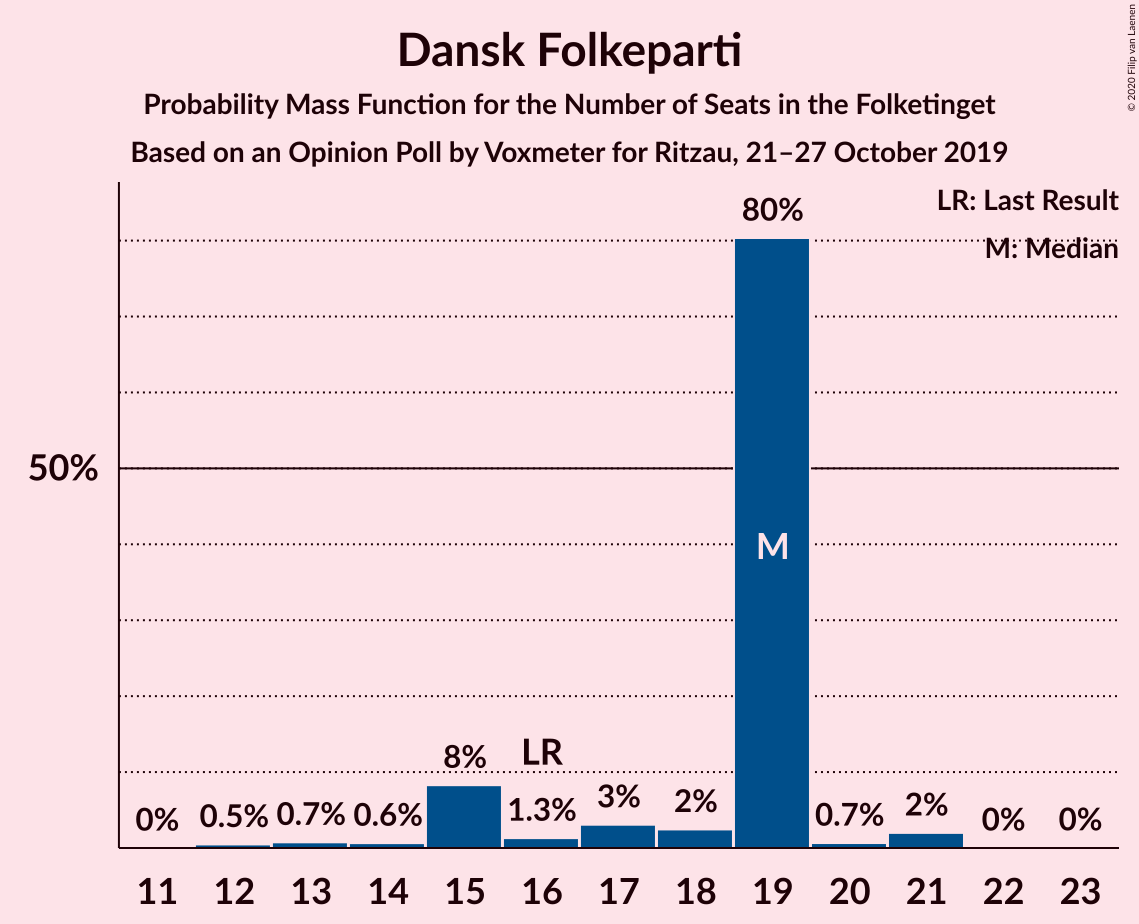 Dansk Folkeparti
Probability Mass Function for the Number of Seats in the Folketinget
Based on an Opinion Poll by Voxmeter for Ritzau, 21–27 October 2019
© 2020 Filip van Laenen
LR: Last Result
M: Median
50%
0%
0.5%
0.7%
0.6%
8%
LR
1.3%
3%
2%
80%
M
0.7%
2%
0%
0%
11 12 13 14 15 16 17 18 19 20 21 22 23